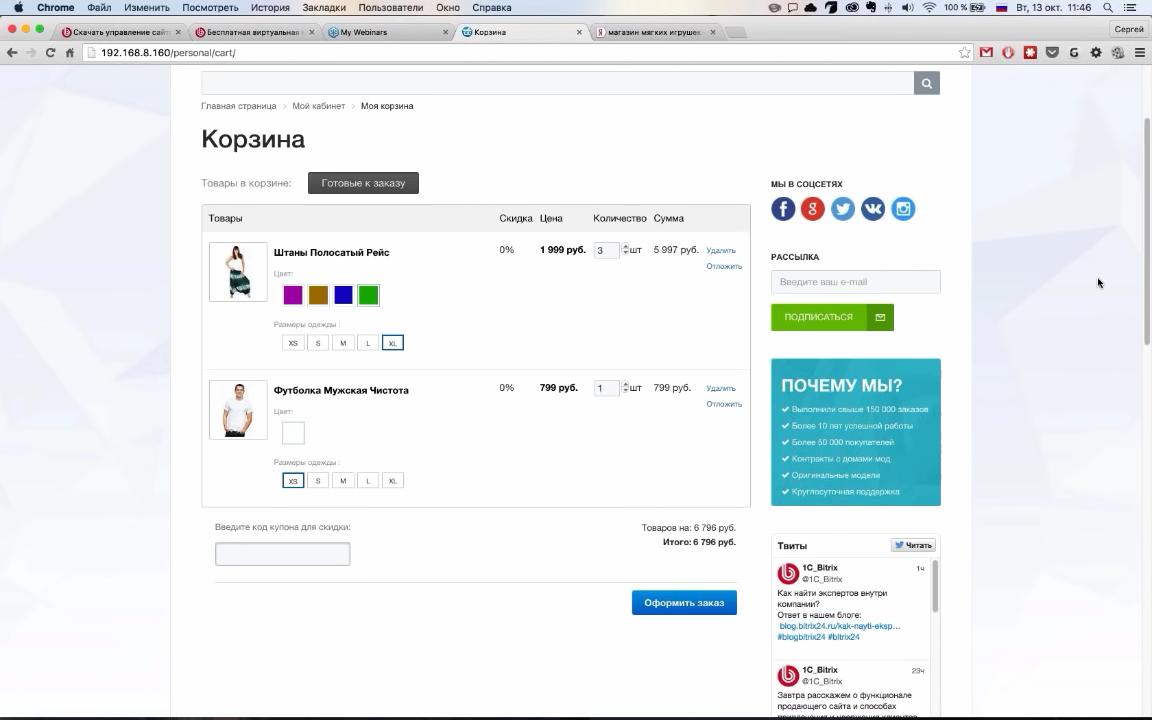 Chrome Файл Изменить Посмотреть История Закладки Пользователи Окно Справка 100 % Вт, 13 окт. 11:46
Скачать управление сайт Бесплатная виртуальная My Webinars Корзина магазин мягких игрушек Сергей
192.168.8.160/personal/cart/
Главная страница Мой кабинет Моя корзина
Корзина
Товары в корзине: Готовые к заказу
Товары Скидка Цена Количество Сумма
Штаны Полосатый Рейс 0% 1 999 руб. 3 шт 5 997 руб. Удалить
Отложить
Цвет:
Размеры одежды :
XS S M L XL
Футболка Мужская Чистота 0% 799 руб. 1 шт 799 руб. Удалить
Отложить
Цвет:
Размеры одежды :
XS S M L XL
Введите код купона для скидки:
Товаров на: 6 796 руб.
Итого: 6 796 руб.
Оформить заказ
МЫ В СОЦСЕТЯХ
РАССЫЛКА
Введите ваш e-mail
ПОДПИСАТЬСЯ
ПОЧЕМУ МЫ?
Выполнили свыше 150 000 заказов
Более 10 лет успешной работы
Более 50 000 покупателей
Контракты с домами мод
Оригинальные модели
Круглосуточная поддержка
Твиты Читать
1C_Bitrix 1ч
@1C_Bitrix
Как найти экспертов внутри
компании?
Ответ в нашем блоге:
blog.bitrix24.ru/kak-nayti-eksp...
#blogbitrix24 #bitrix24
1C_Bitrix 23ч
@1C_Bitrix
Завтра расскажем о функционале
продающего сайта и способах